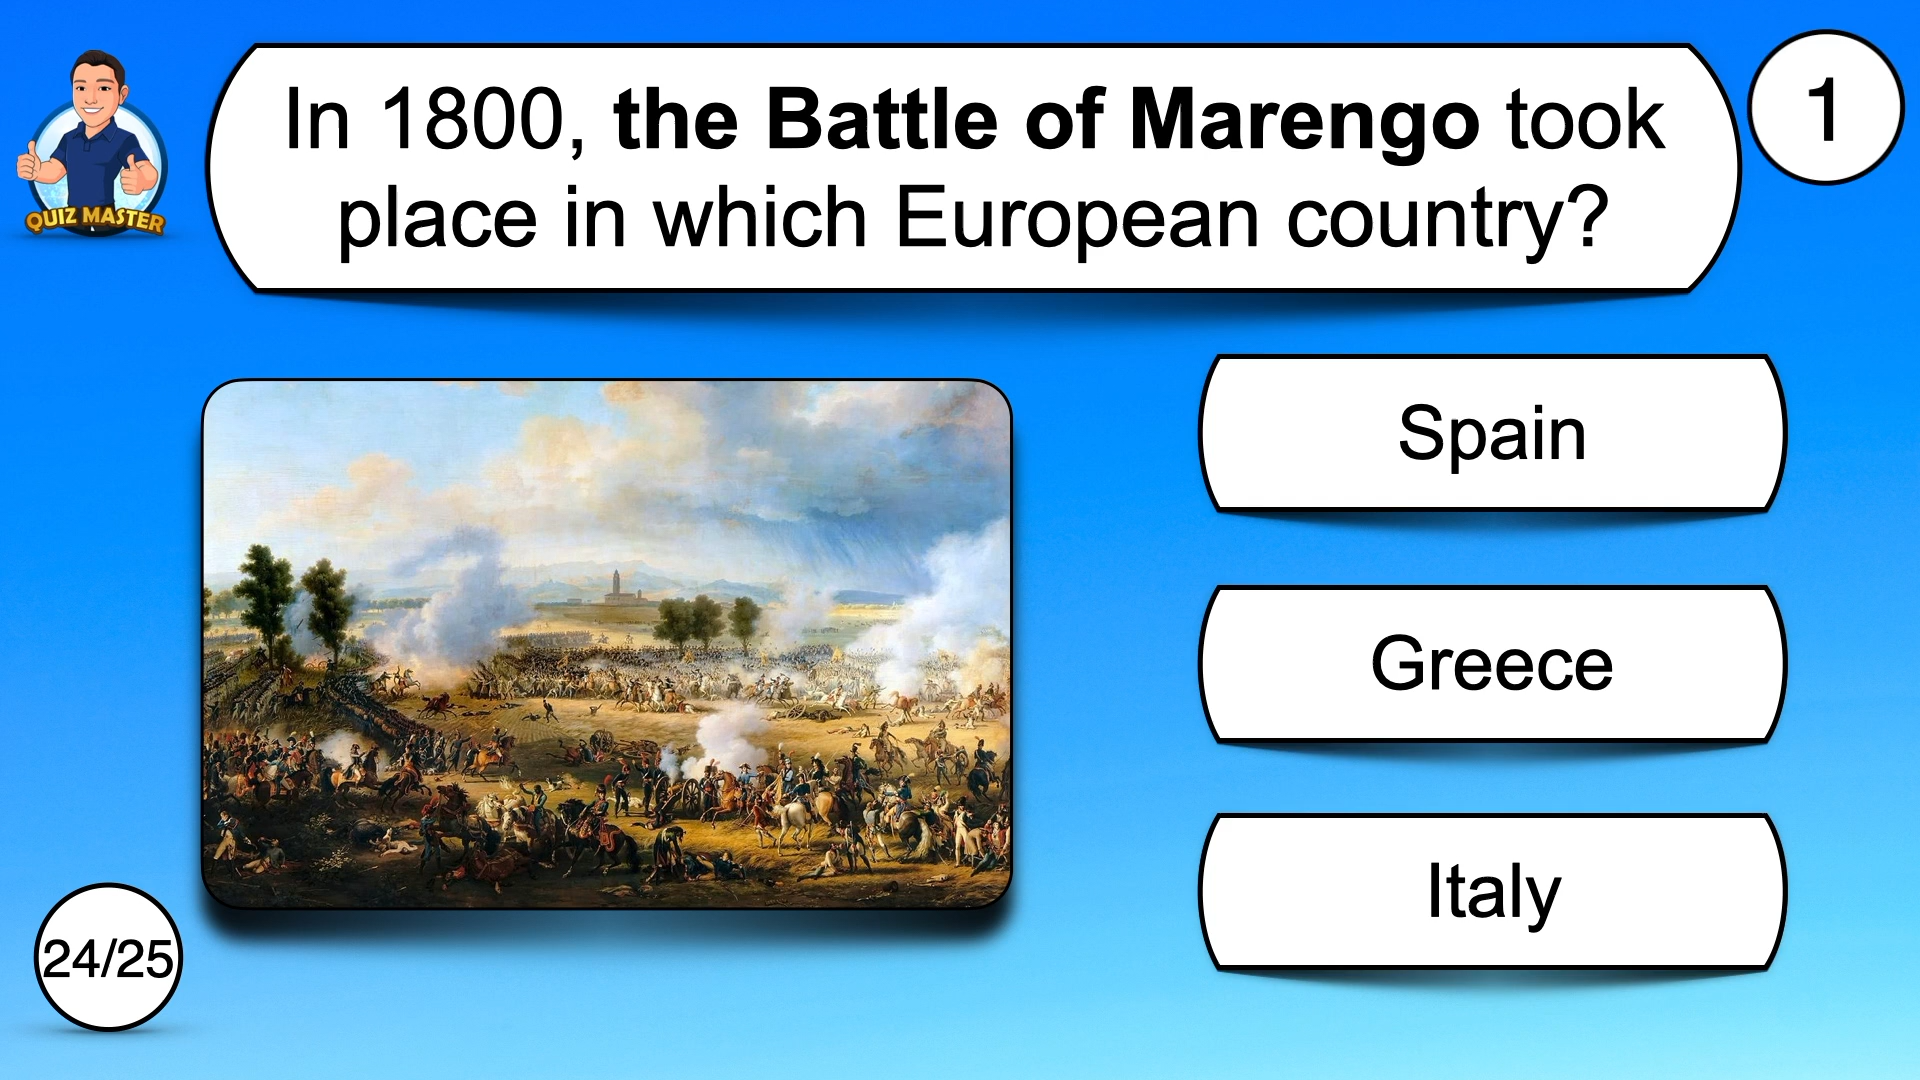 In 1800, the Battle of Marengo took
place in which European country?
1
QUIZ MASTER
Spain
Greece
Italy
24/25